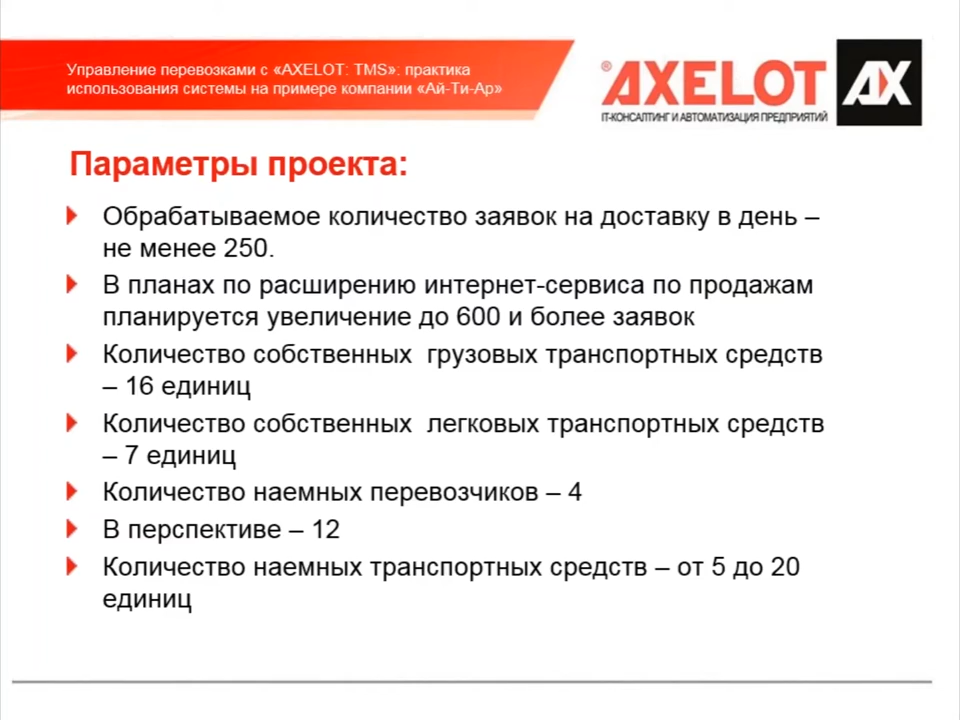 Управление перевозками с «AXELOT: TMS»: практика
использования системы на примере компании «Ай-Ти-Ар»
®AXELOT AX
IT-КОНСАЛТИНГ И АВТОМАТИЗАЦИЯ ПРЕДПРИЯТИЙ
Параметры проекта:
Обрабатываемое количество заявок на доставку в день –
не менее 250.
В планах по расширению интернет-сервиса по продажам
планируется увеличение до 600 и более заявок
Количество собственных грузовых транспортных средств
– 16 единиц
Количество собственных легковых транспортных средств
– 7 единиц
Количество наемных перевозчиков – 4
В перспективе – 12
Количество наемных транспортных средств – от 5 до 20
единиц